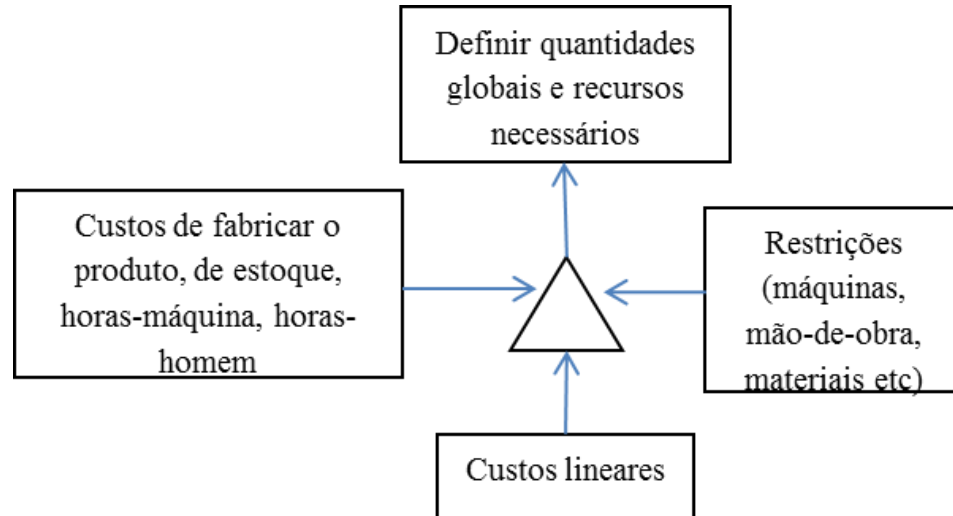 Definir quantidades
globais e recursos
necessários
Custos de fabricar o
produto, de estoque,
horas-máquina, horas-
homem
Restrições
(máquinas,
mão-de-obra,
materiais etc)
Custos lineares